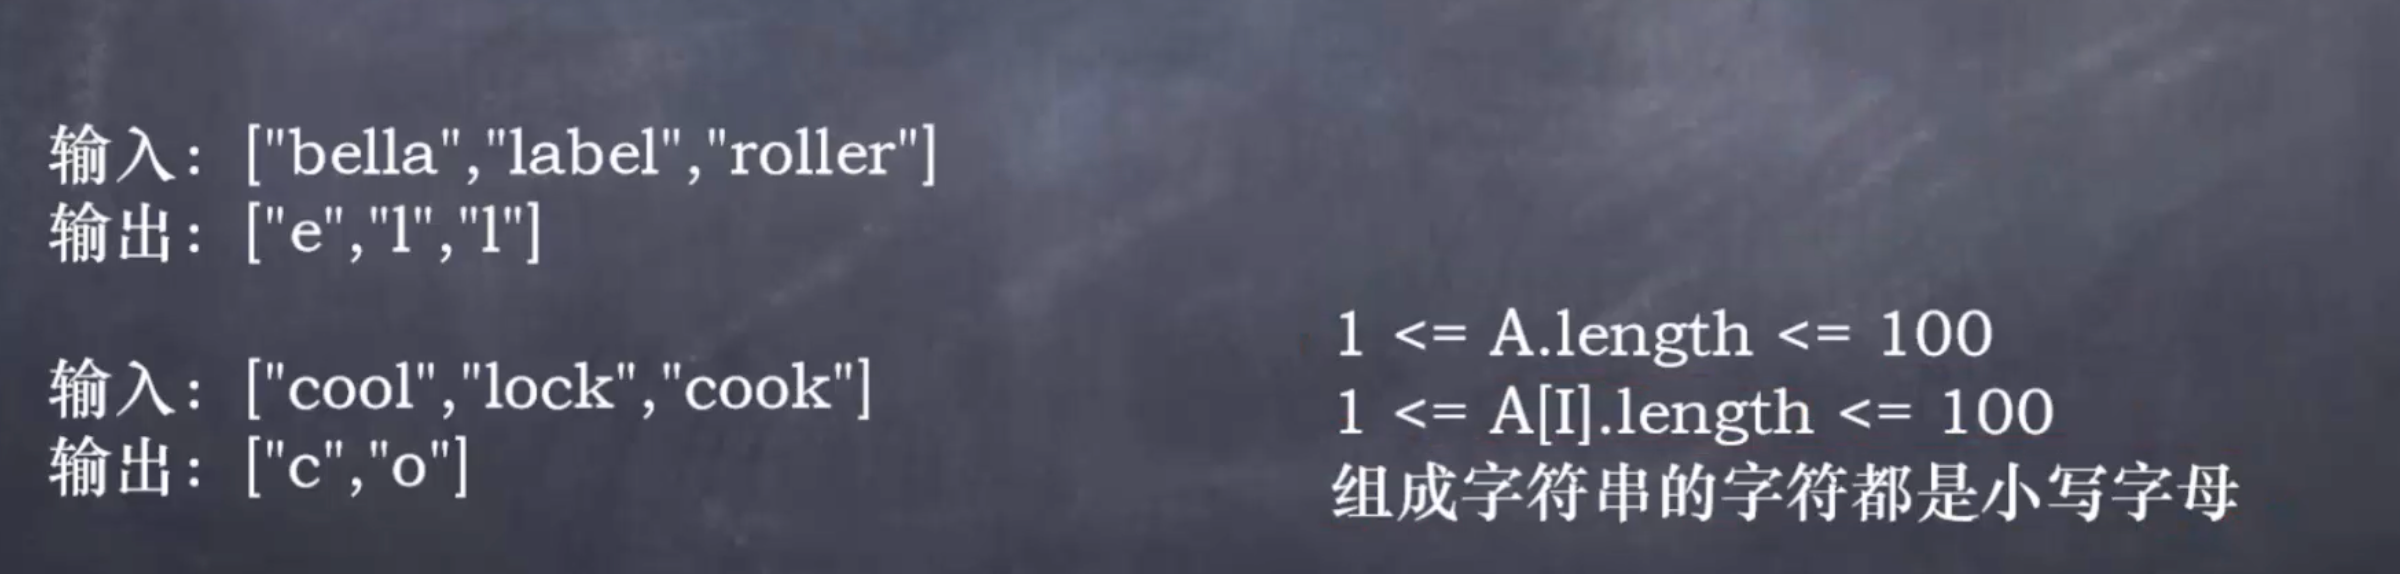 输入：["bella","label","roller"]
输出：["e","l","l"]
输入：["cool","lock","cook"]
输出：["c","o"]
1 <= A.length <= 100
1 <= A[I].length <= 100
组成字符串的字符都是小写字母